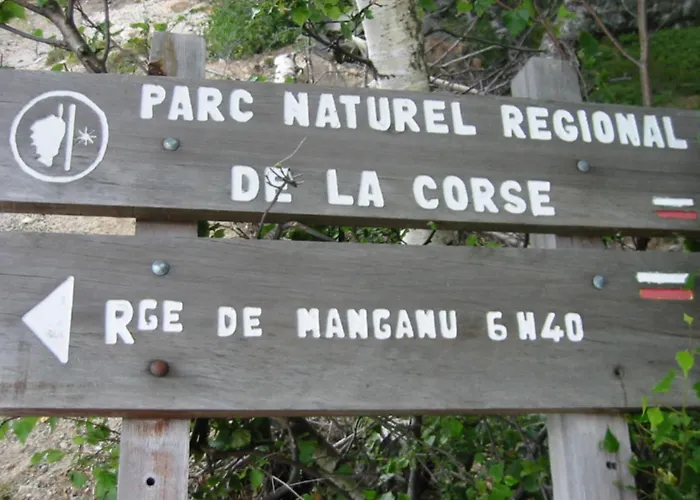 PARC NATUREL REGIONAL
DE LA CORSE
RGE DE MANGANU 6H40